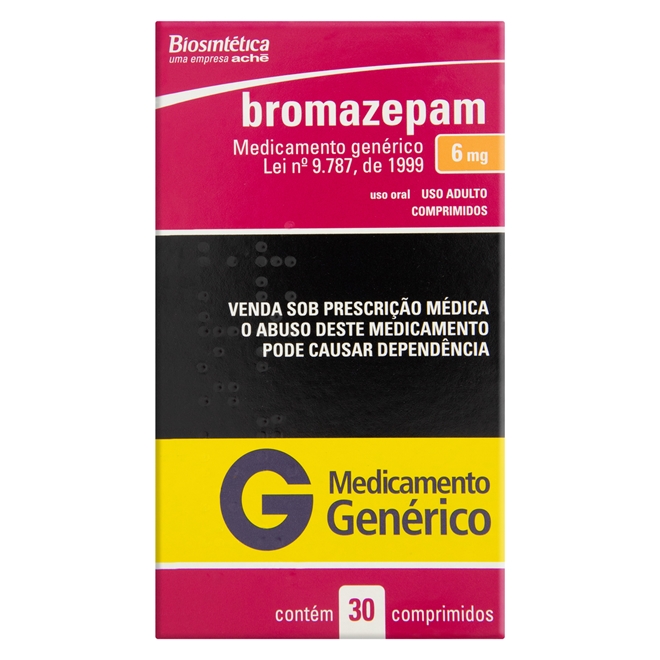 Biosintética
uma empresa achē
bromazepam
Medicamento genérico
Lei nº 9.787, de 1999
6 mg
uso oral USO ADULTO
COMPRIMIDOS
VENDA SOB PRESCRIÇÃO MÉDICA
O ABUSO DESTE MEDICAMENTO
PODE CAUSAR DEPENDÊNCIA
G Medicamento
Genérico
contém 30 comprimidos